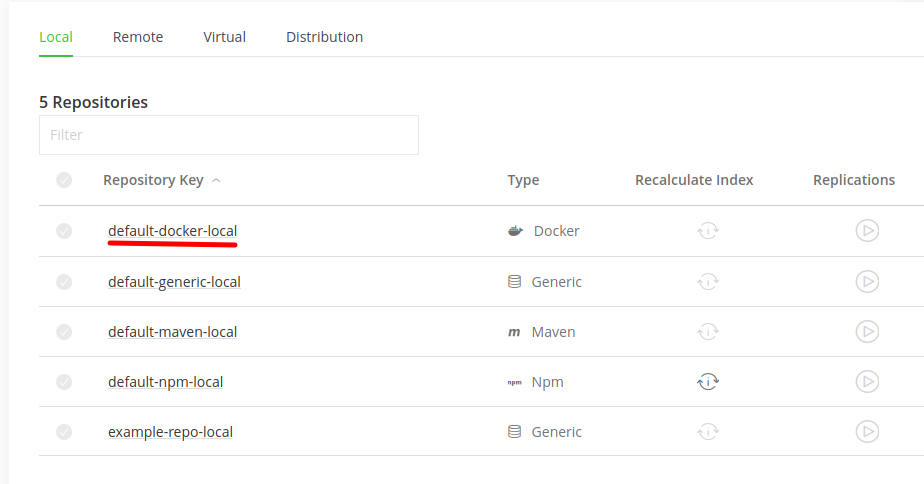 Local Remote Virtual Distribution
5 Repositories
Filter
Repository Key Type Recalculate Index Replications
default-docker-local Docker
default-generic-local Generic
default-maven-local m Maven
default-npm-local npm Npm
example-repo-local Generic